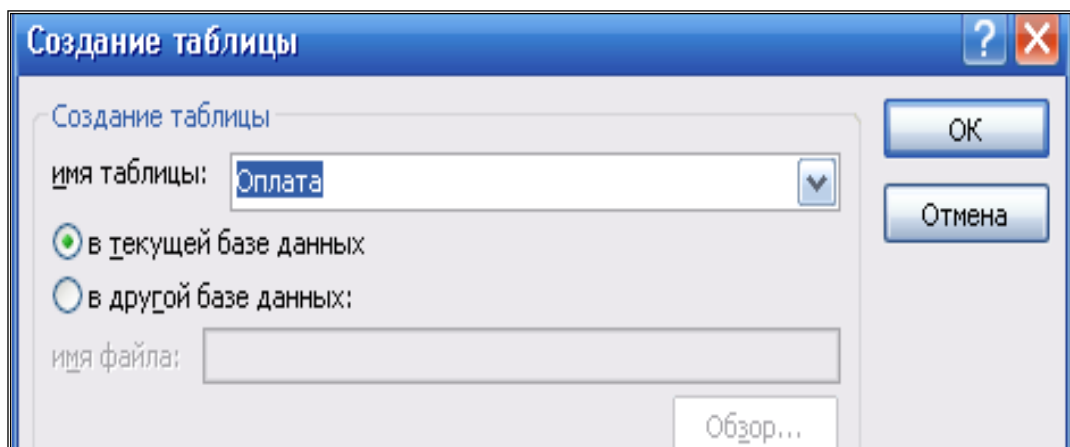 Создание таблицы
Создание таблицы
имя таблицы: Оплата
в текущей базе данных
в другой базе данных:
имя файла:
Обзор...
ОК
Отмена